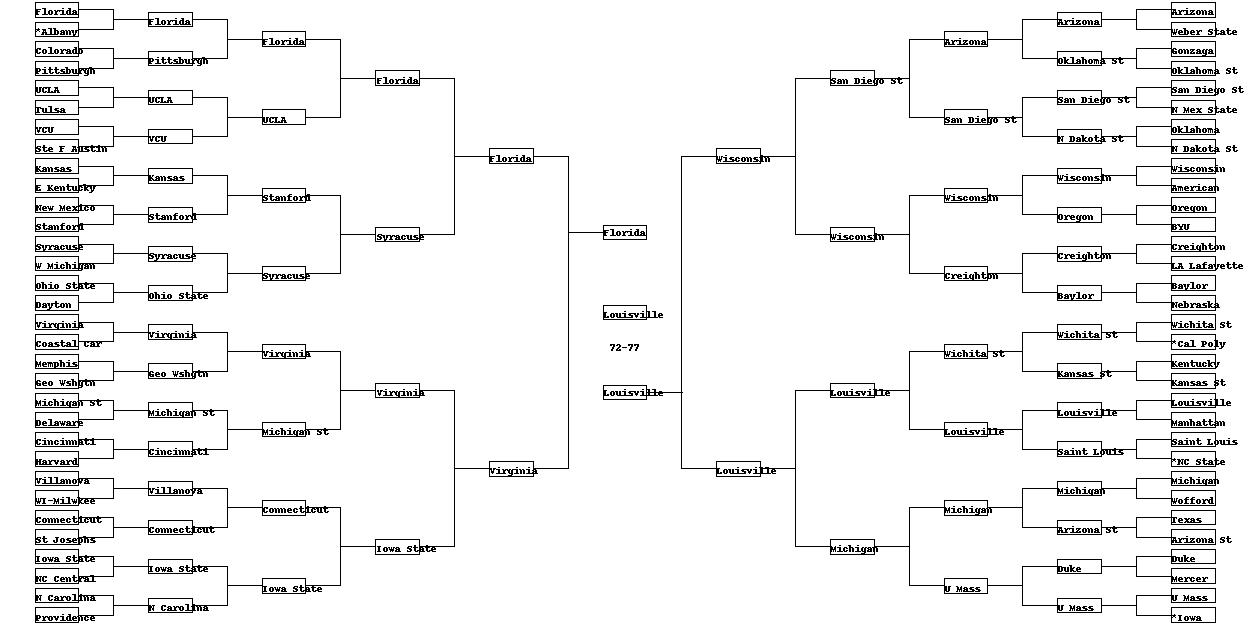 Florida
*Albany
Colorado
Pittsburgh
UCLA
Tulsa
VCU
Ste F Austin
Kansas
E Kentucky
New Mexico
Stanford
Syracuse
W Michigan
Ohio State
Dayton
Virginia
Coastal Car
Memphis
Geo Wshgtn
Michigan St
Delaware
Cincinnati
Harvard
Villanova
WI-Milwkee
Connecticut
St Josephs
Iowa State
NC Central
N Carolina
Providence
Florida
Pittsburgh
UCLA
VCU
Kansas
Stanford
Syracuse
Ohio State
Virginia
Geo Wshgtn
Michigan St
Cincinnati
Villanova
Connecticut
Iowa State
N Carolina
Florida
UCLA
Stanford
Syracuse
Virginia
Michigan St
Connecticut
Iowa State
Florida
Syracuse
Virginia
Iowa State
Florida
Virginia
Florida
Louisville
72-77
Louisville
Wisconsin
Louisville
San Diego St
Wisconsin
Louisville
Michigan
Arizona
San Diego St
Wisconsin
Creighton
Wichita St
Louisville
Michigan
U Mass
Arizona
Oklahoma St
San Diego St
N Dakota St
Wisconsin
Oregon
Creighton
Baylor
Wichita St
Kansas St
Louisville
Saint Louis
Michigan
Arizona St
Duke
U Mass
Arizona
Weber State
Gonzaga
Oklahoma St
San Diego St
N Mex State
Oklahoma
N Dakota St
Wisconsin
American
Oregon
BYU
Creighton
LA Lafayette
Baylor
Nebraska
Wichita St
*Cal Poly
Kentucky
Kansas St
Louisville
Manhattan
Saint Louis
*NC State
Michigan
Wofford
Texas
Arizona St
Duke
Mercer
U Mass
*Iowa